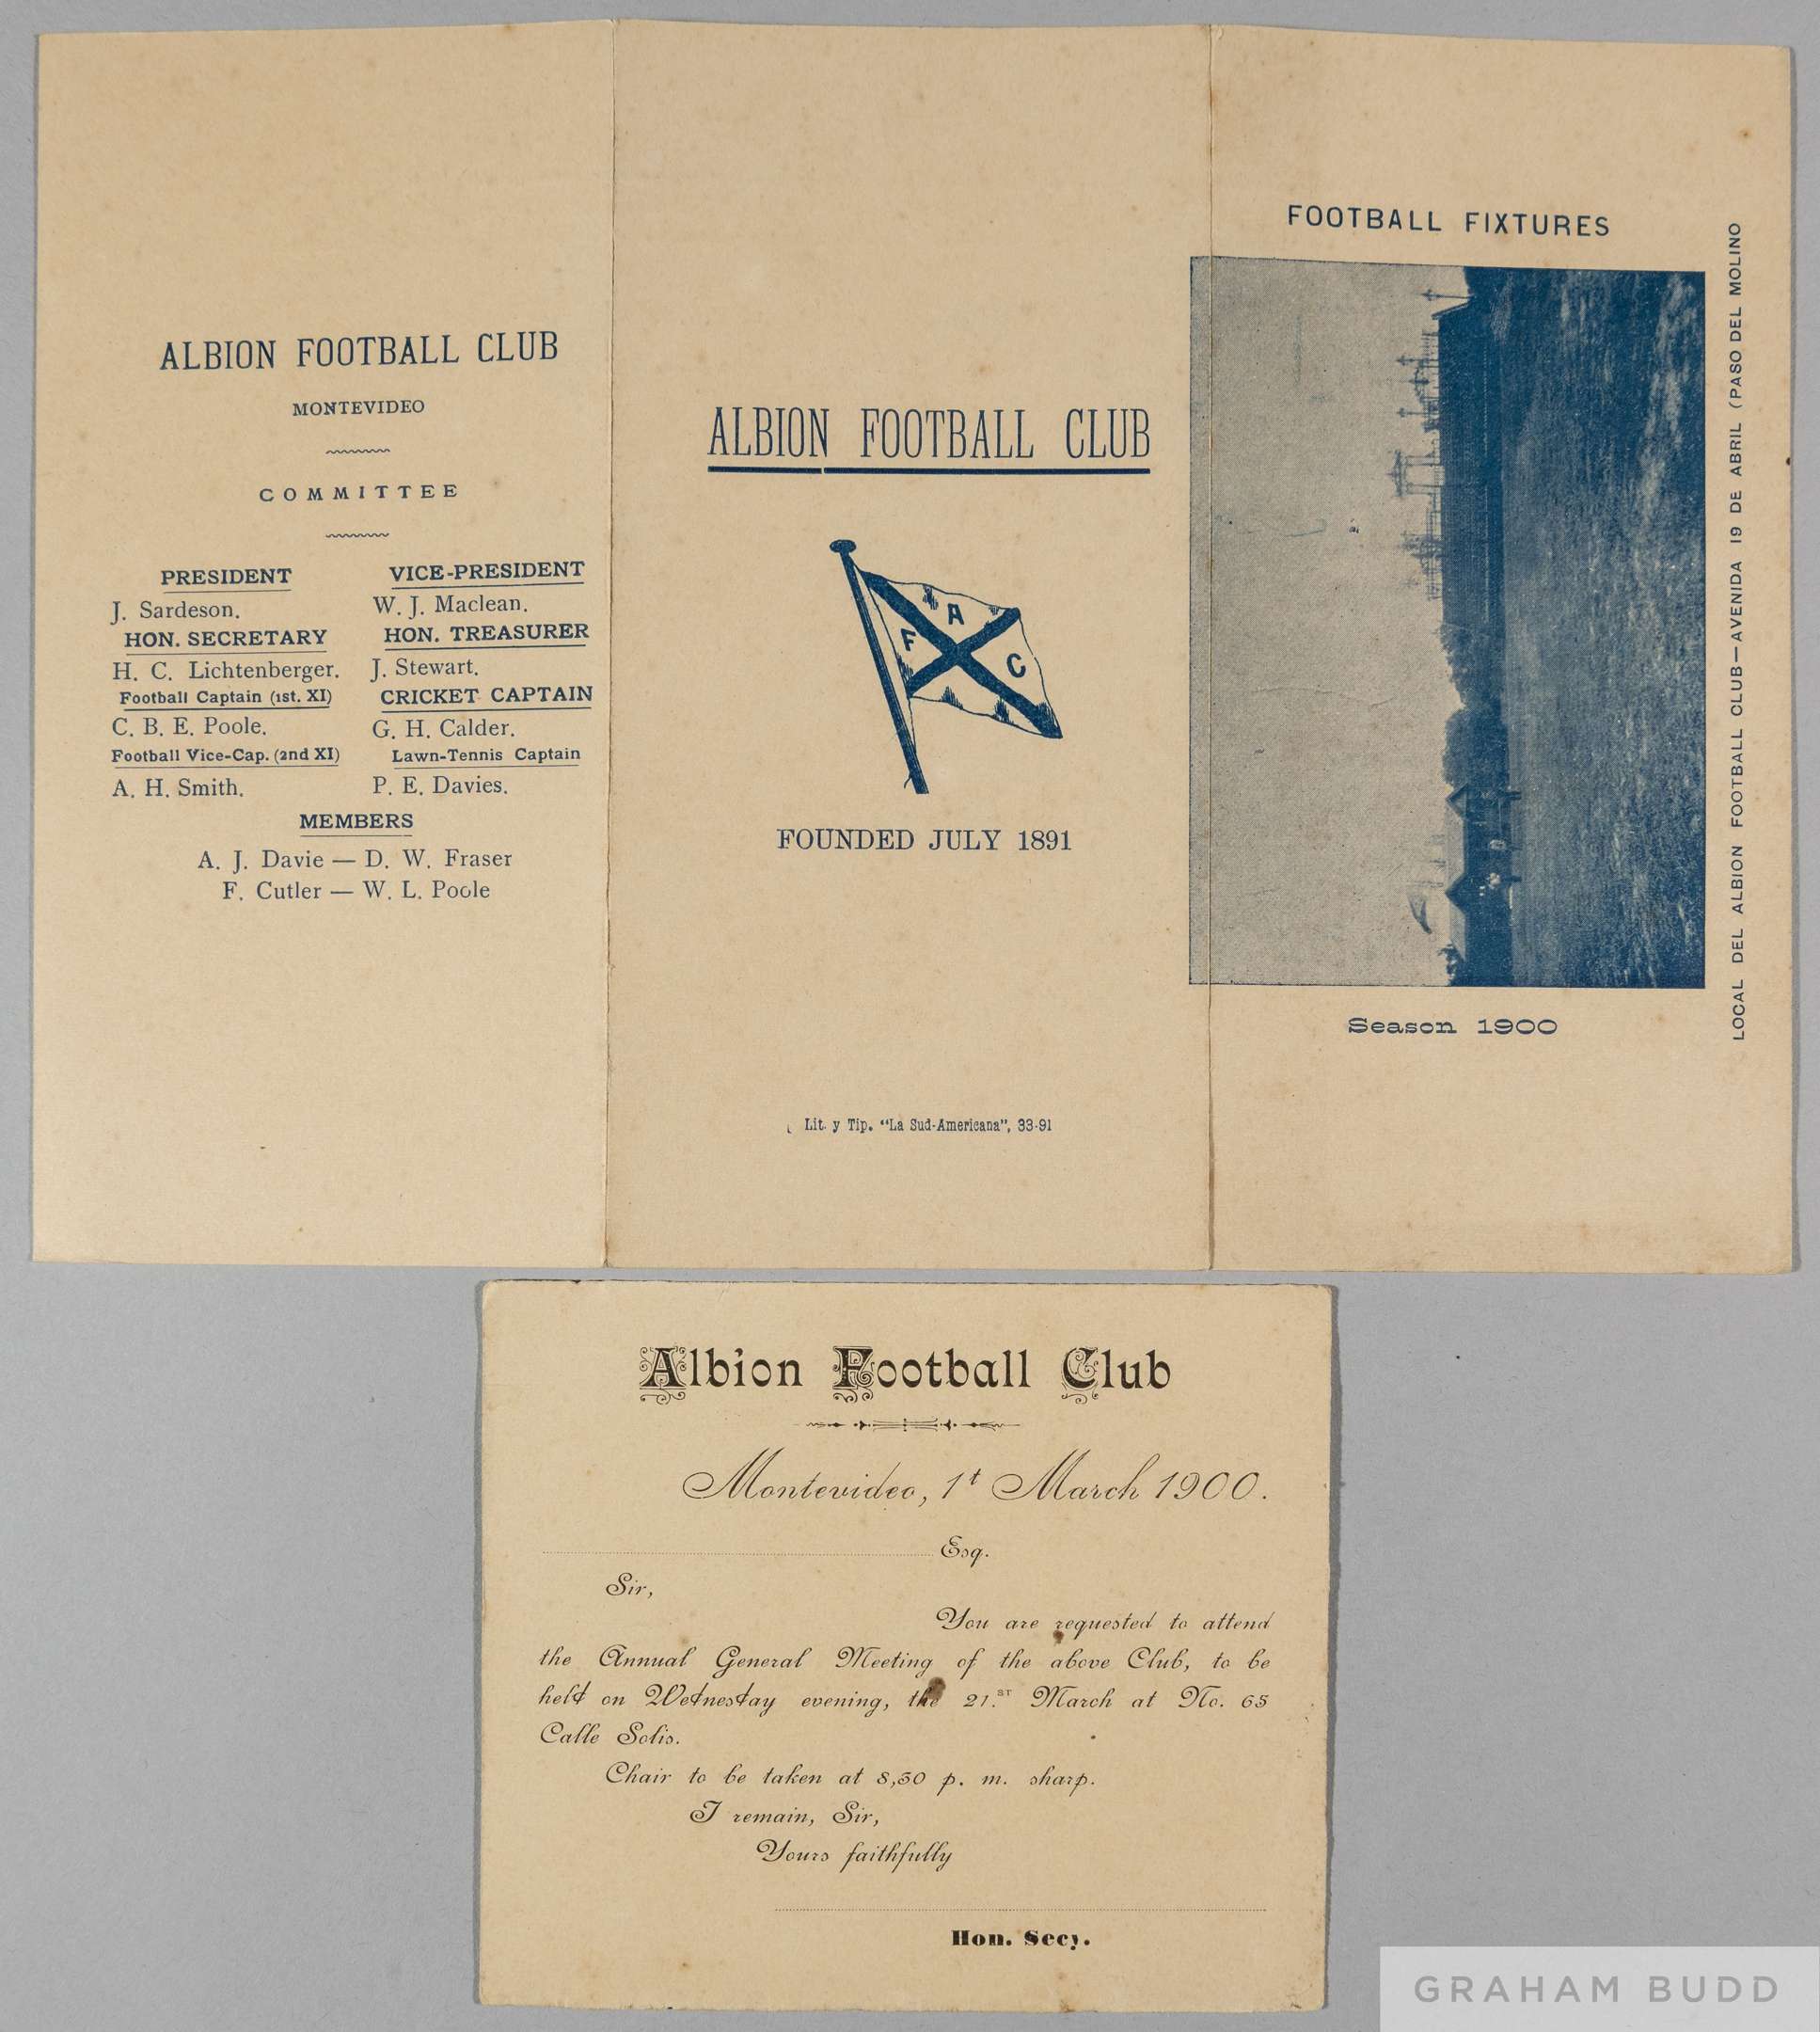 ALBION FOOTBALL CLUB
MONTEVIDEO
COMMITTEE
PRESIDENT
J. Sardeson.
HON. SECRETARY
H. C. Lichtenberger.
Football Captain (1st. XI)
C. B. E. Poole.
Football Vice-Cap. (2nd XI)
A. H. Smith.
VICE-PRESIDENT
W. J. Maclean.
HON. TREASURER
J. Stewart.
CRICKET CAPTAIN
G. H. Calder.
Lawn-Tennis Captain
P. E. Davies.
MEMBERS
A. J. Davie — D. W. Fraser
F. Cutler — W. L. Poole
ALBION FOOTBALL CLUB
A
F
C
FOUNDED JULY 1891
Lit. y Tip. "La Sud-Americana", 33-91
FOOTBALL FIXTURES
LOCAL DEL ALBION FOOTBALL CLUB—AVENIDA 19 DE ABRIL (PASO DEL MOLINO
Season 1900
Albion Football Club
Montevideo, 1t March 1900.
Esq.
Sir,
You are requested to attend
the Annual General Meeting of the above Club, to be
held on Wednesday evening, the 21.st March at No. 65
Calle Solis.
Chair to be taken at 8,30 p. m. sharp.
I remain, Sir,
Yours faithfully
Hon. Secy.
GRAHAM BUDD